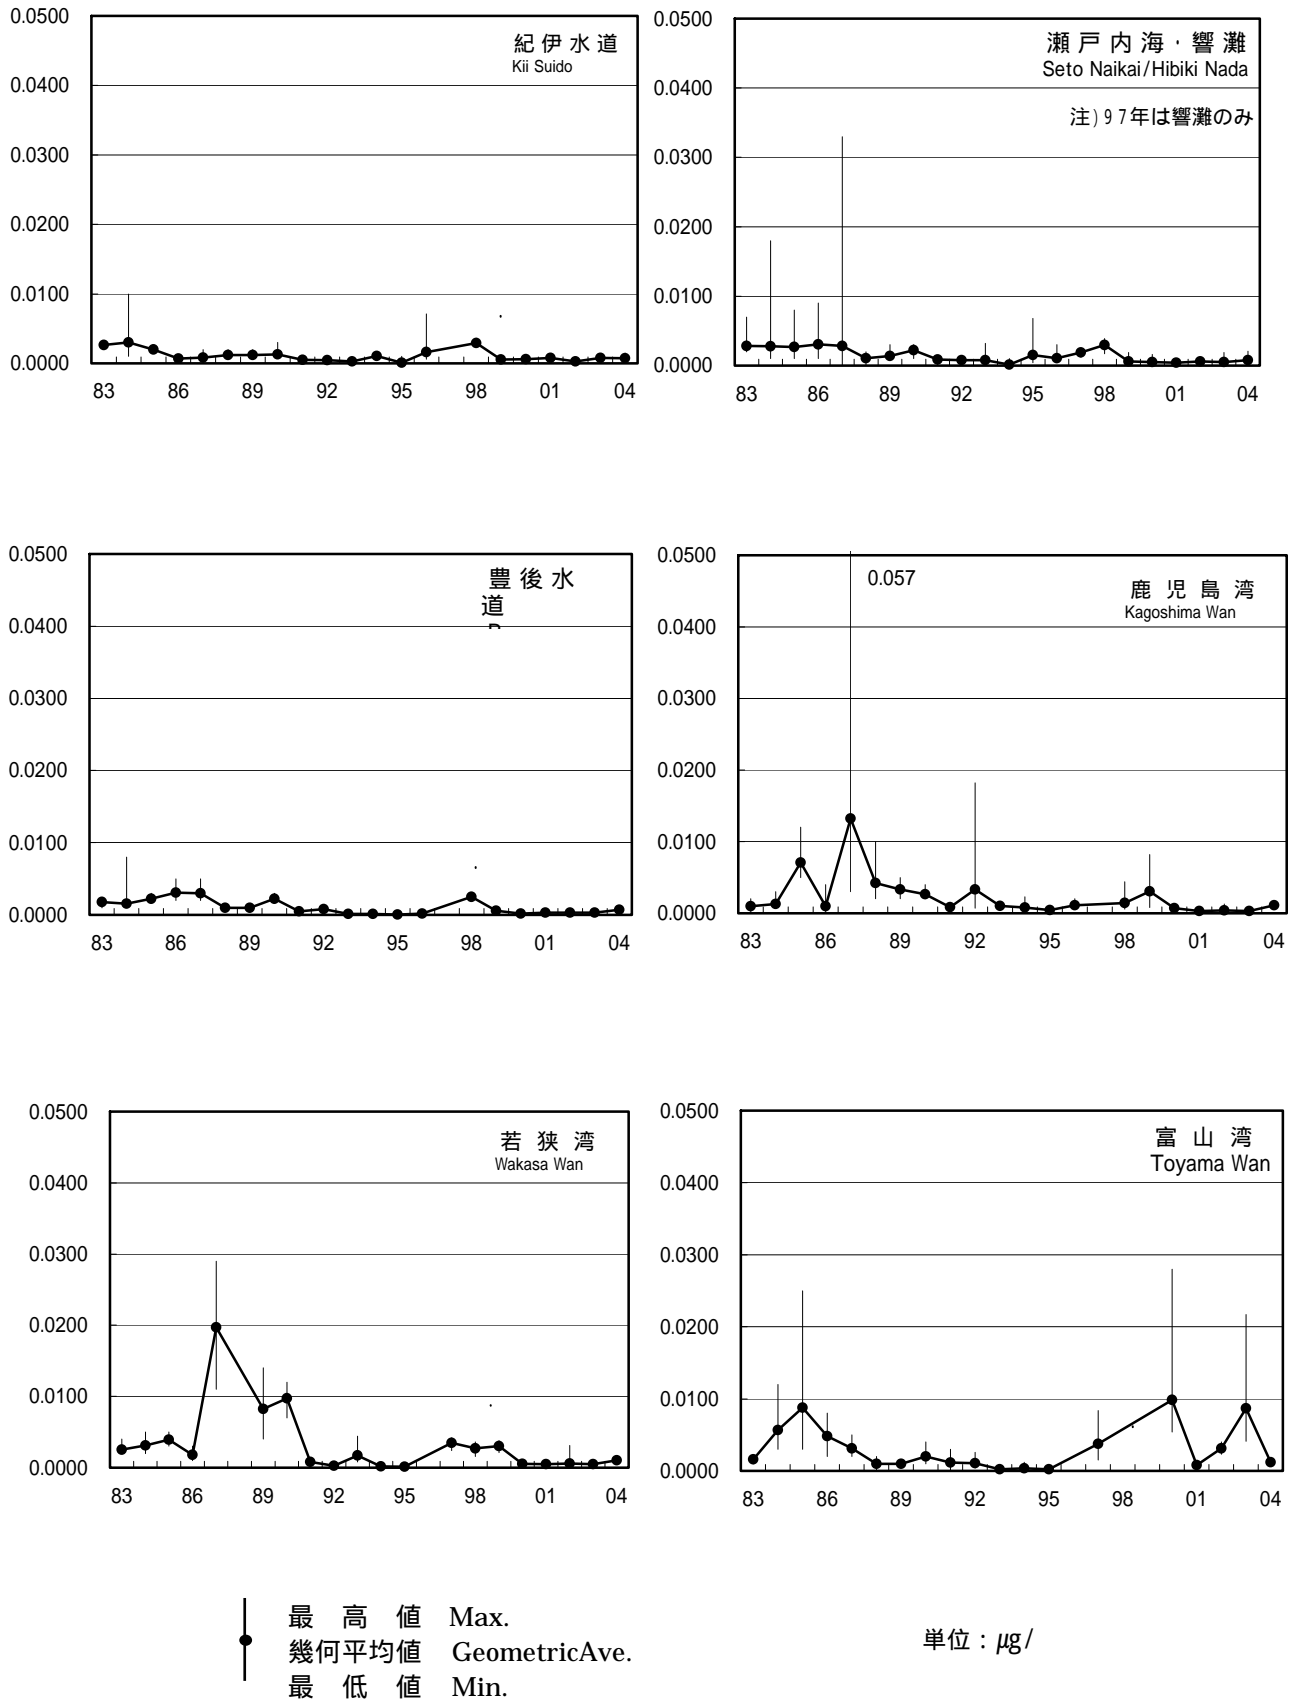 0.0500
0.0400
0.0300
0.0200
0.0100
0.0000
83 86 89 92 95 98 01 04
紀伊水道
Kii Suido
0.0500
0.0400
0.0300
0.0200
0.0100
0.0000
83 86 89 92 95 98 01 04
瀬戸内海・響灘
Seto Naikai/Hibiki Nada
注)97年は響灘のみ
0.0500
0.0400
0.0300
0.0200
0.0100
0.0000
83 86 89 92 95 98 01 04
豊後水
道
0.0500
0.0400
0.0300
0.0200
0.0100
0.0000
83 86 89 92 95 98 01 04
0.057
鹿児島湾
Kagoshima Wan
0.0500
0.0400
0.0300
0.0200
0.0100
0.0000
83 86 89 92 95 98 01 04
若狭湾
Wakasa Wan
0.0500
0.0400
0.0300
0.0200
0.0100
0.0000
83 86 89 92 95 98 01 04
富山湾
Toyama Wan
最高値 Max.
幾何平均値 GeometricAve.
最低値 Min.
単位：μg/